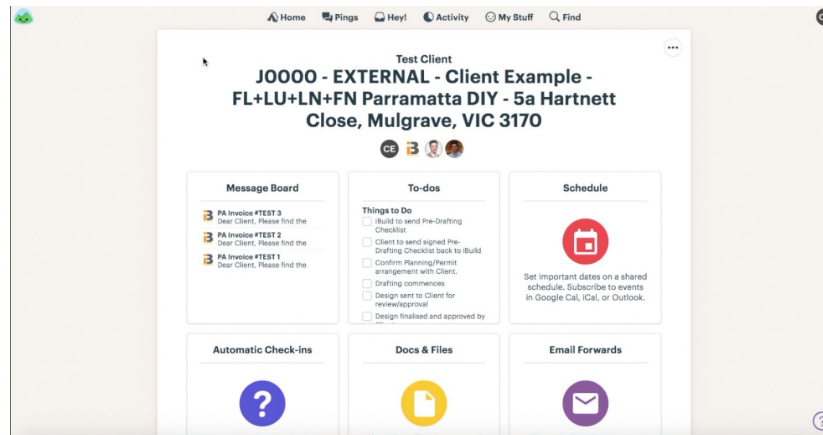 Home Pings Hey! Activity My Stuff Find
Test Client
J0000 - EXTERNAL - Client Example -
FL+LU+LN+FN Parramatta DIY - 5a Hartnett
Close, Mulgrave, VIC 3170
CE iB
Message Board
PA Invoice #TEST 3
Dear Client, Please find the
PA Invoice #TEST 2
Dear Client, Please find the
PA Invoice #TEST 1
Dear Client, Please find the
To-dos
Things to Do
iBuild to send Pre-Drafting
Checklist
Client to send signed Pre-
Drafting Checklist back to iBuild
Confirm Planning/Permit
arrangement with Client.
Drafting commences
Design sent to Client for
review/approval
Design finalised and approved by
Schedule
Set important dates on a shared
schedule. Subscribe to events
in Google Cal, iCal, or Outlook.
Automatic Check-ins
?
Docs & Files
Email Forwards
?